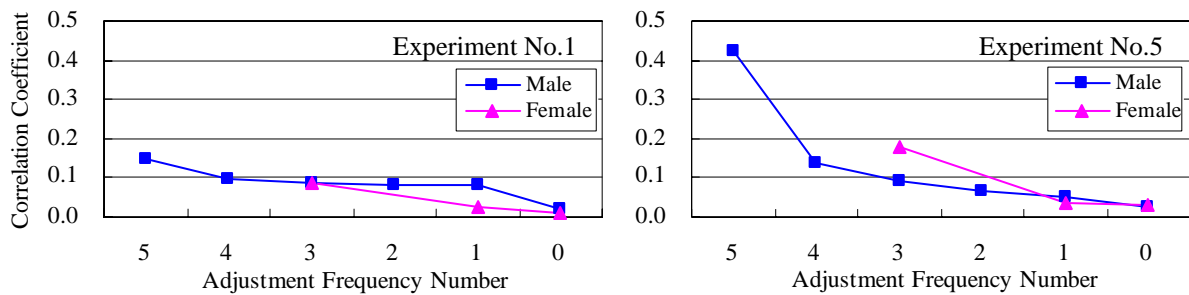 Correlation Coefficient
0.5
0.4
0.3
0.2
0.1
0.0
Experiment No.1
Male
Female
5 4 3 2 1 0
Adjustment Frequency Number
0.5
0.4
0.3
0.2
0.1
0.0
Experiment No.5
Male
Female
5 4 3 2 1 0
Adjustment Frequency Number